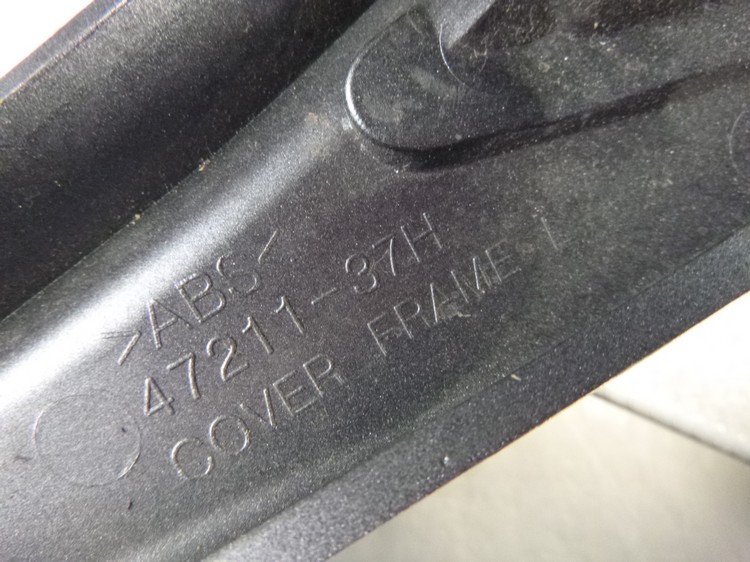 >ABS<
47211-37H
COVER FRAME L